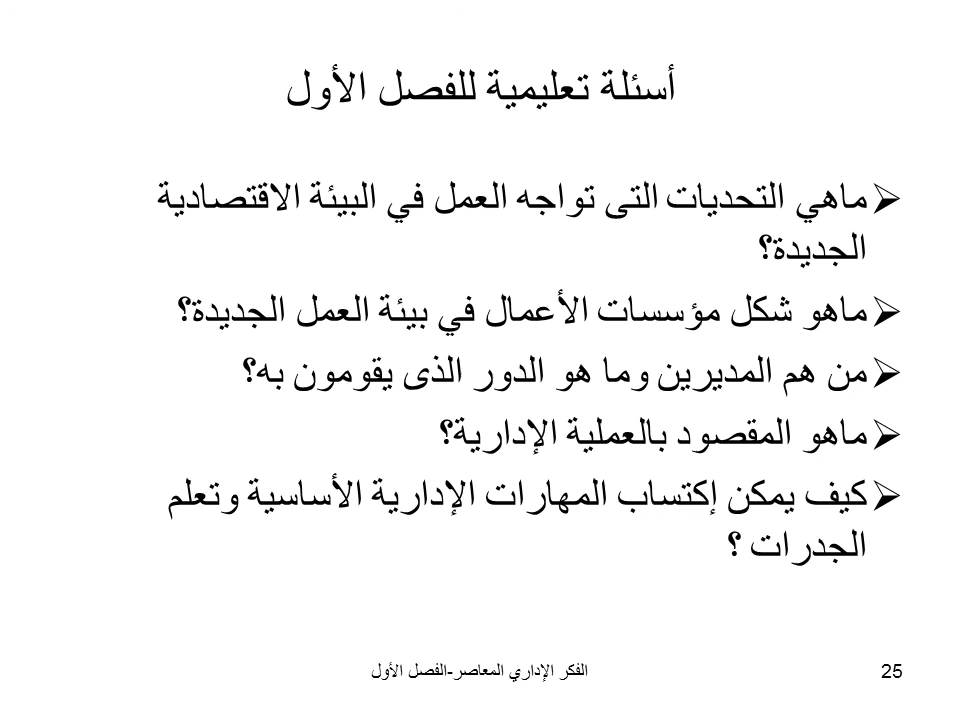 أسئلة تعليمية للفصل الأول
ماهي التحديات التى تواجه العمل في البيئة الاقتصادية
الجديدة؟
ماهو شكل مؤسسات الأعمال في بيئة العمل الجديدة؟
من هم المديرين وما هو الدور الذى يقومون به؟
ماهو المقصود بالعملية الإدارية؟
كيف يمكن إكتساب المهارات الإدارية الأساسية وتعلم
الجدرات ؟
25
الفكر الإداري المعاصر-الفصل الأول